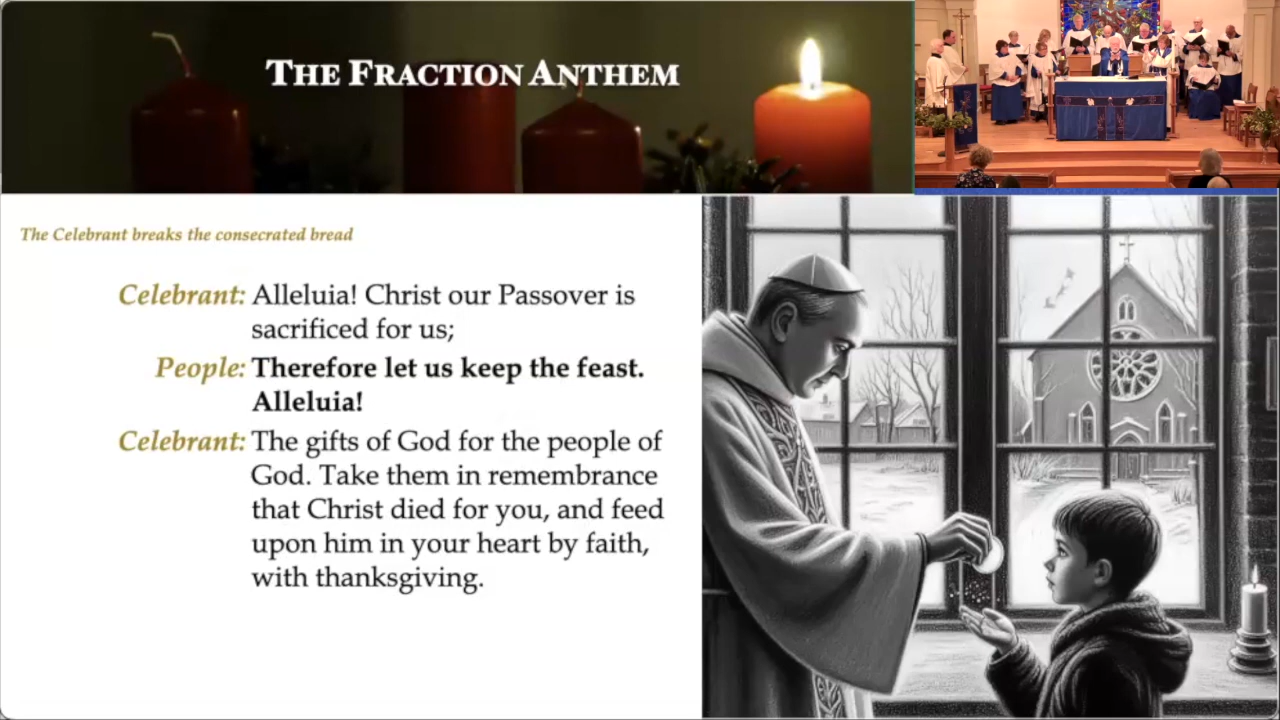 THE FRACTION ANTHEM
The Celebrant breaks the consecrated bread
Celebrant: Alleluia! Christ our Passover is
sacrificed for us;
People: Therefore let us keep the feast.
Alleluia!
Celebrant: The gifts of God for the people of
God. Take them in remembrance
that Christ died for you, and feed
upon him in your heart by faith,
with thanksgiving.